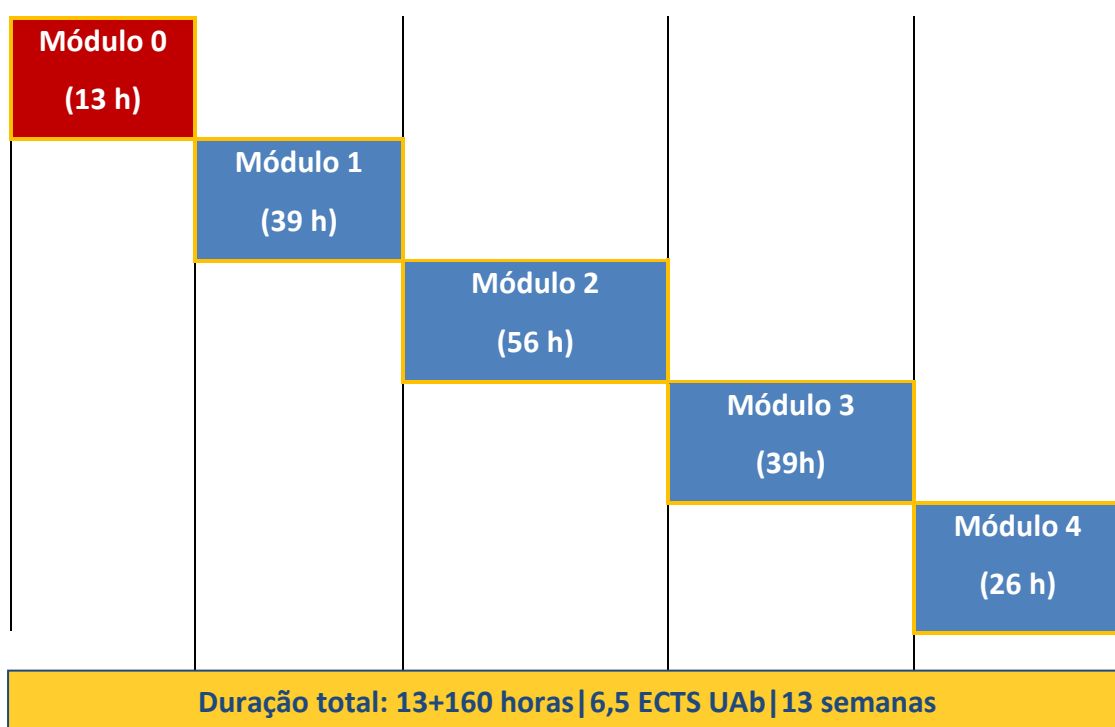 Módulo 0
(13 h)
Módulo 1
(39 h)
Módulo 2
(56 h)
Módulo 3
(39h)
Módulo 4
(26 h)
Duração total: 13+160 horas|6,5 ECTS UAb|13 semanas